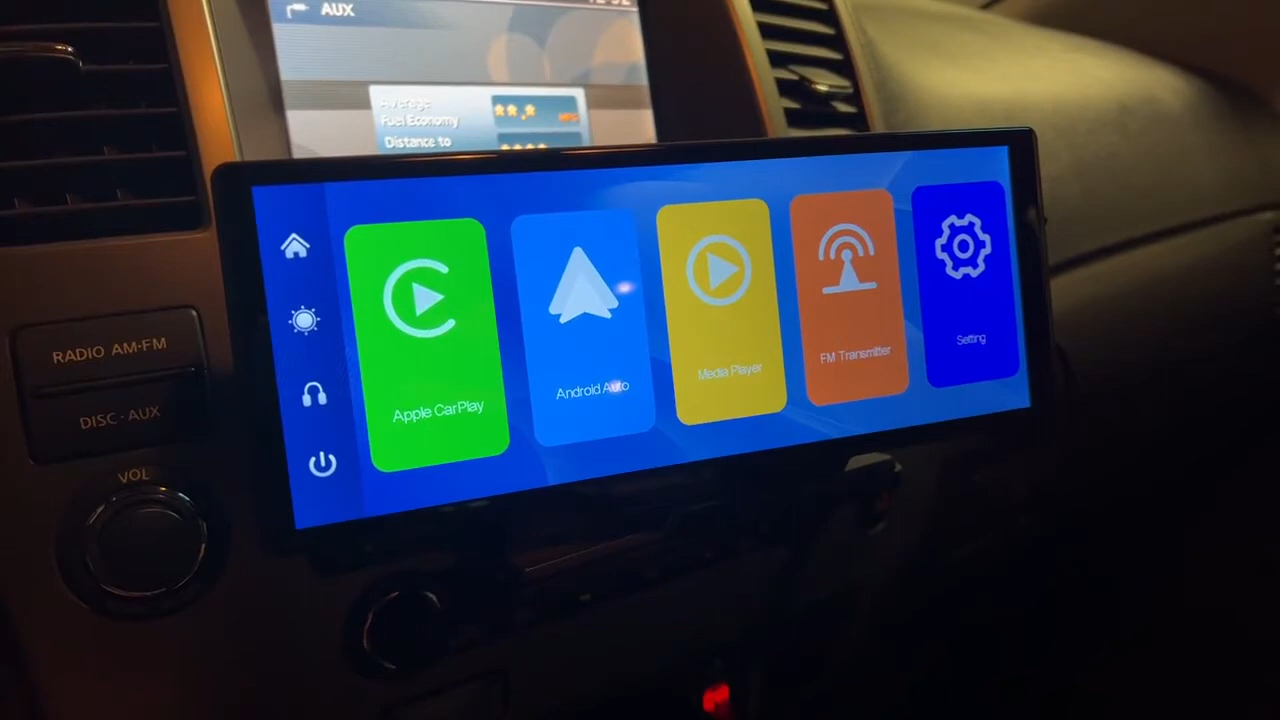 AUX
Average
Fuel Economy
**.*
MPG
Distance to
****
RADIO AM·FM
DISC·AUX
VOL
Apple CarPlay
Android Auto
Media Player
FM Transmitter
Setting